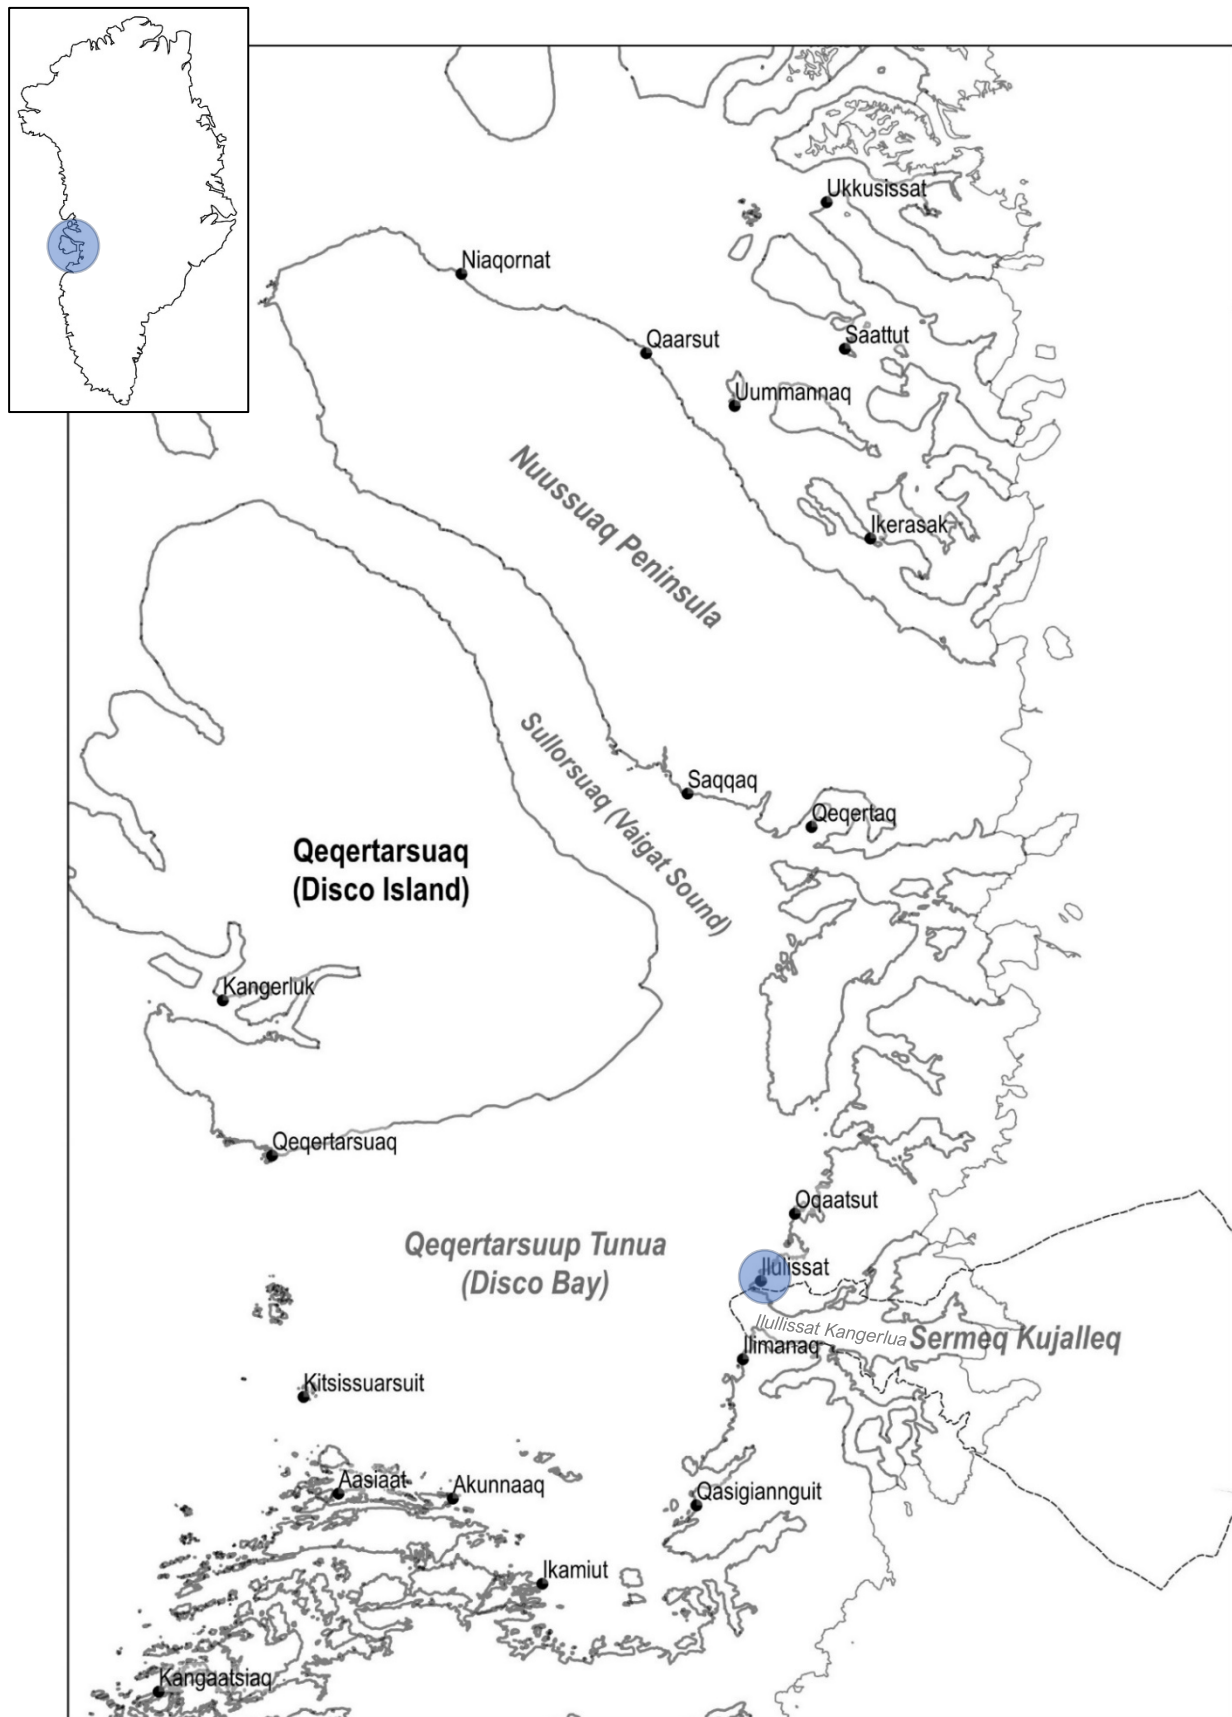 Ukkusissat
Niaqornat
Qaarsut
Saattut
Uummannaq
Nuussuaq Peninsula
Ikerasak
Sullorsuaq (Vaigat Sound)
Saqqaq
Qeqertaq
Qeqertarsuaq
(Disco Island)
Kangerluk
Qeqertarsuaq
Oqaatsut
Qeqertarsuup Tunua
(Disco Bay)
Ilulissat
Ilullissat Kangerlua
Sermeq Kujalleq
Ilimanaq
Kitsissuarsuit
Aasiaat
Akunnaaq
Qasigiannguit
Ikamiut
Kangaatsiaq